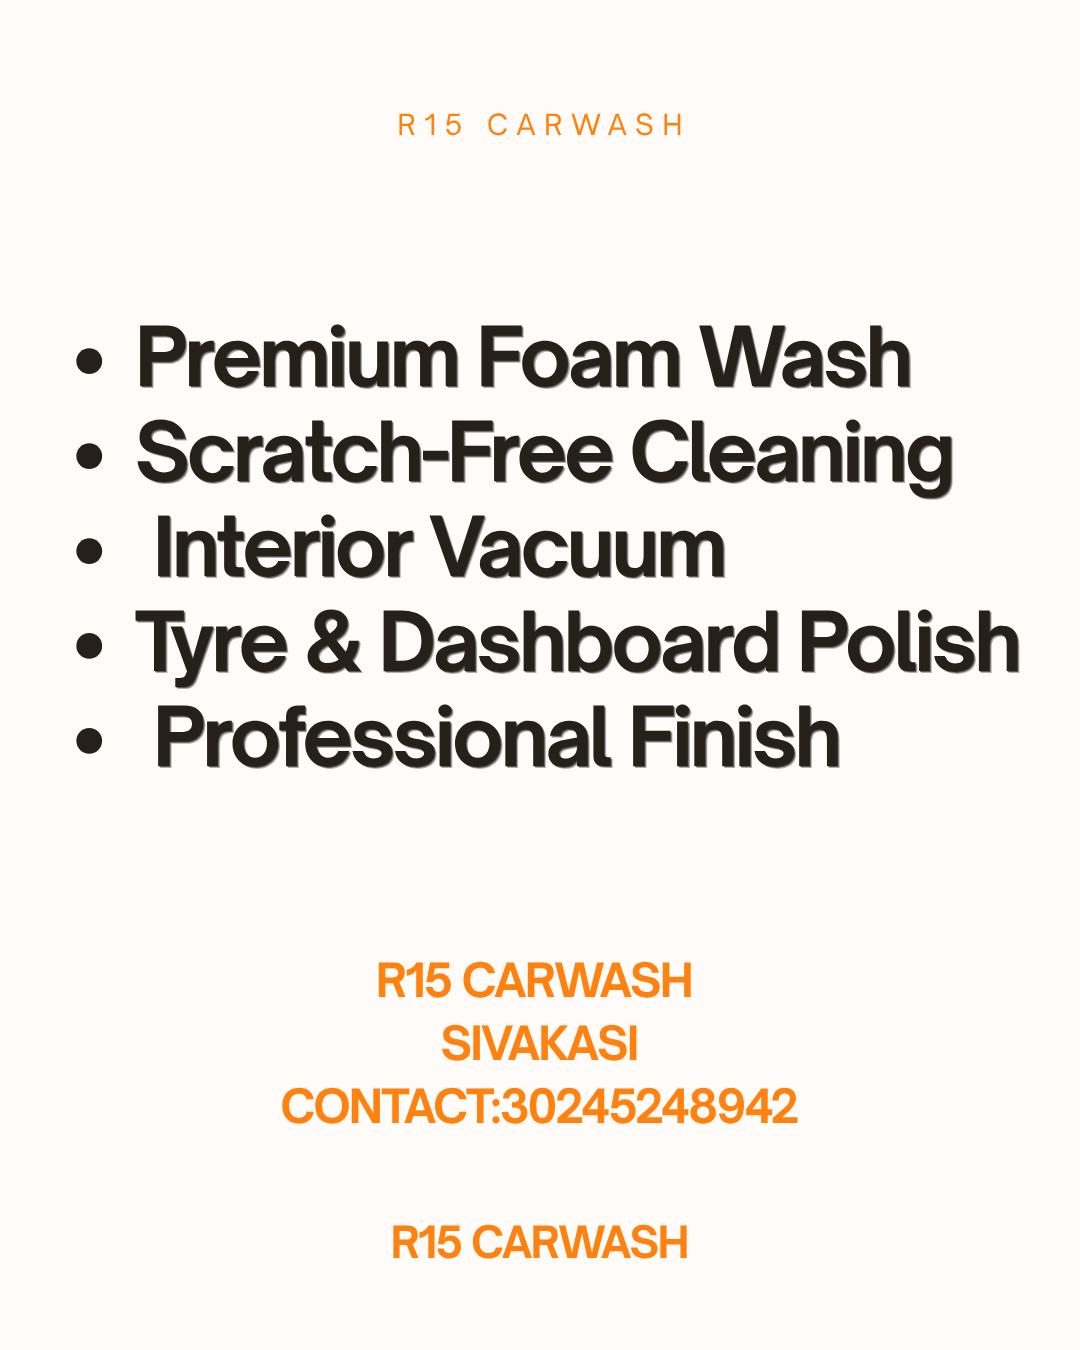 R15 CARWASH
• Premium Foam Wash
• Scratch-Free Cleaning
• Interior Vacuum
• Tyre & Dashboard Polish
• Professional Finish
R15 CARWASH
SIVAKASI
CONTACT:30245248942
R15 CARWASH